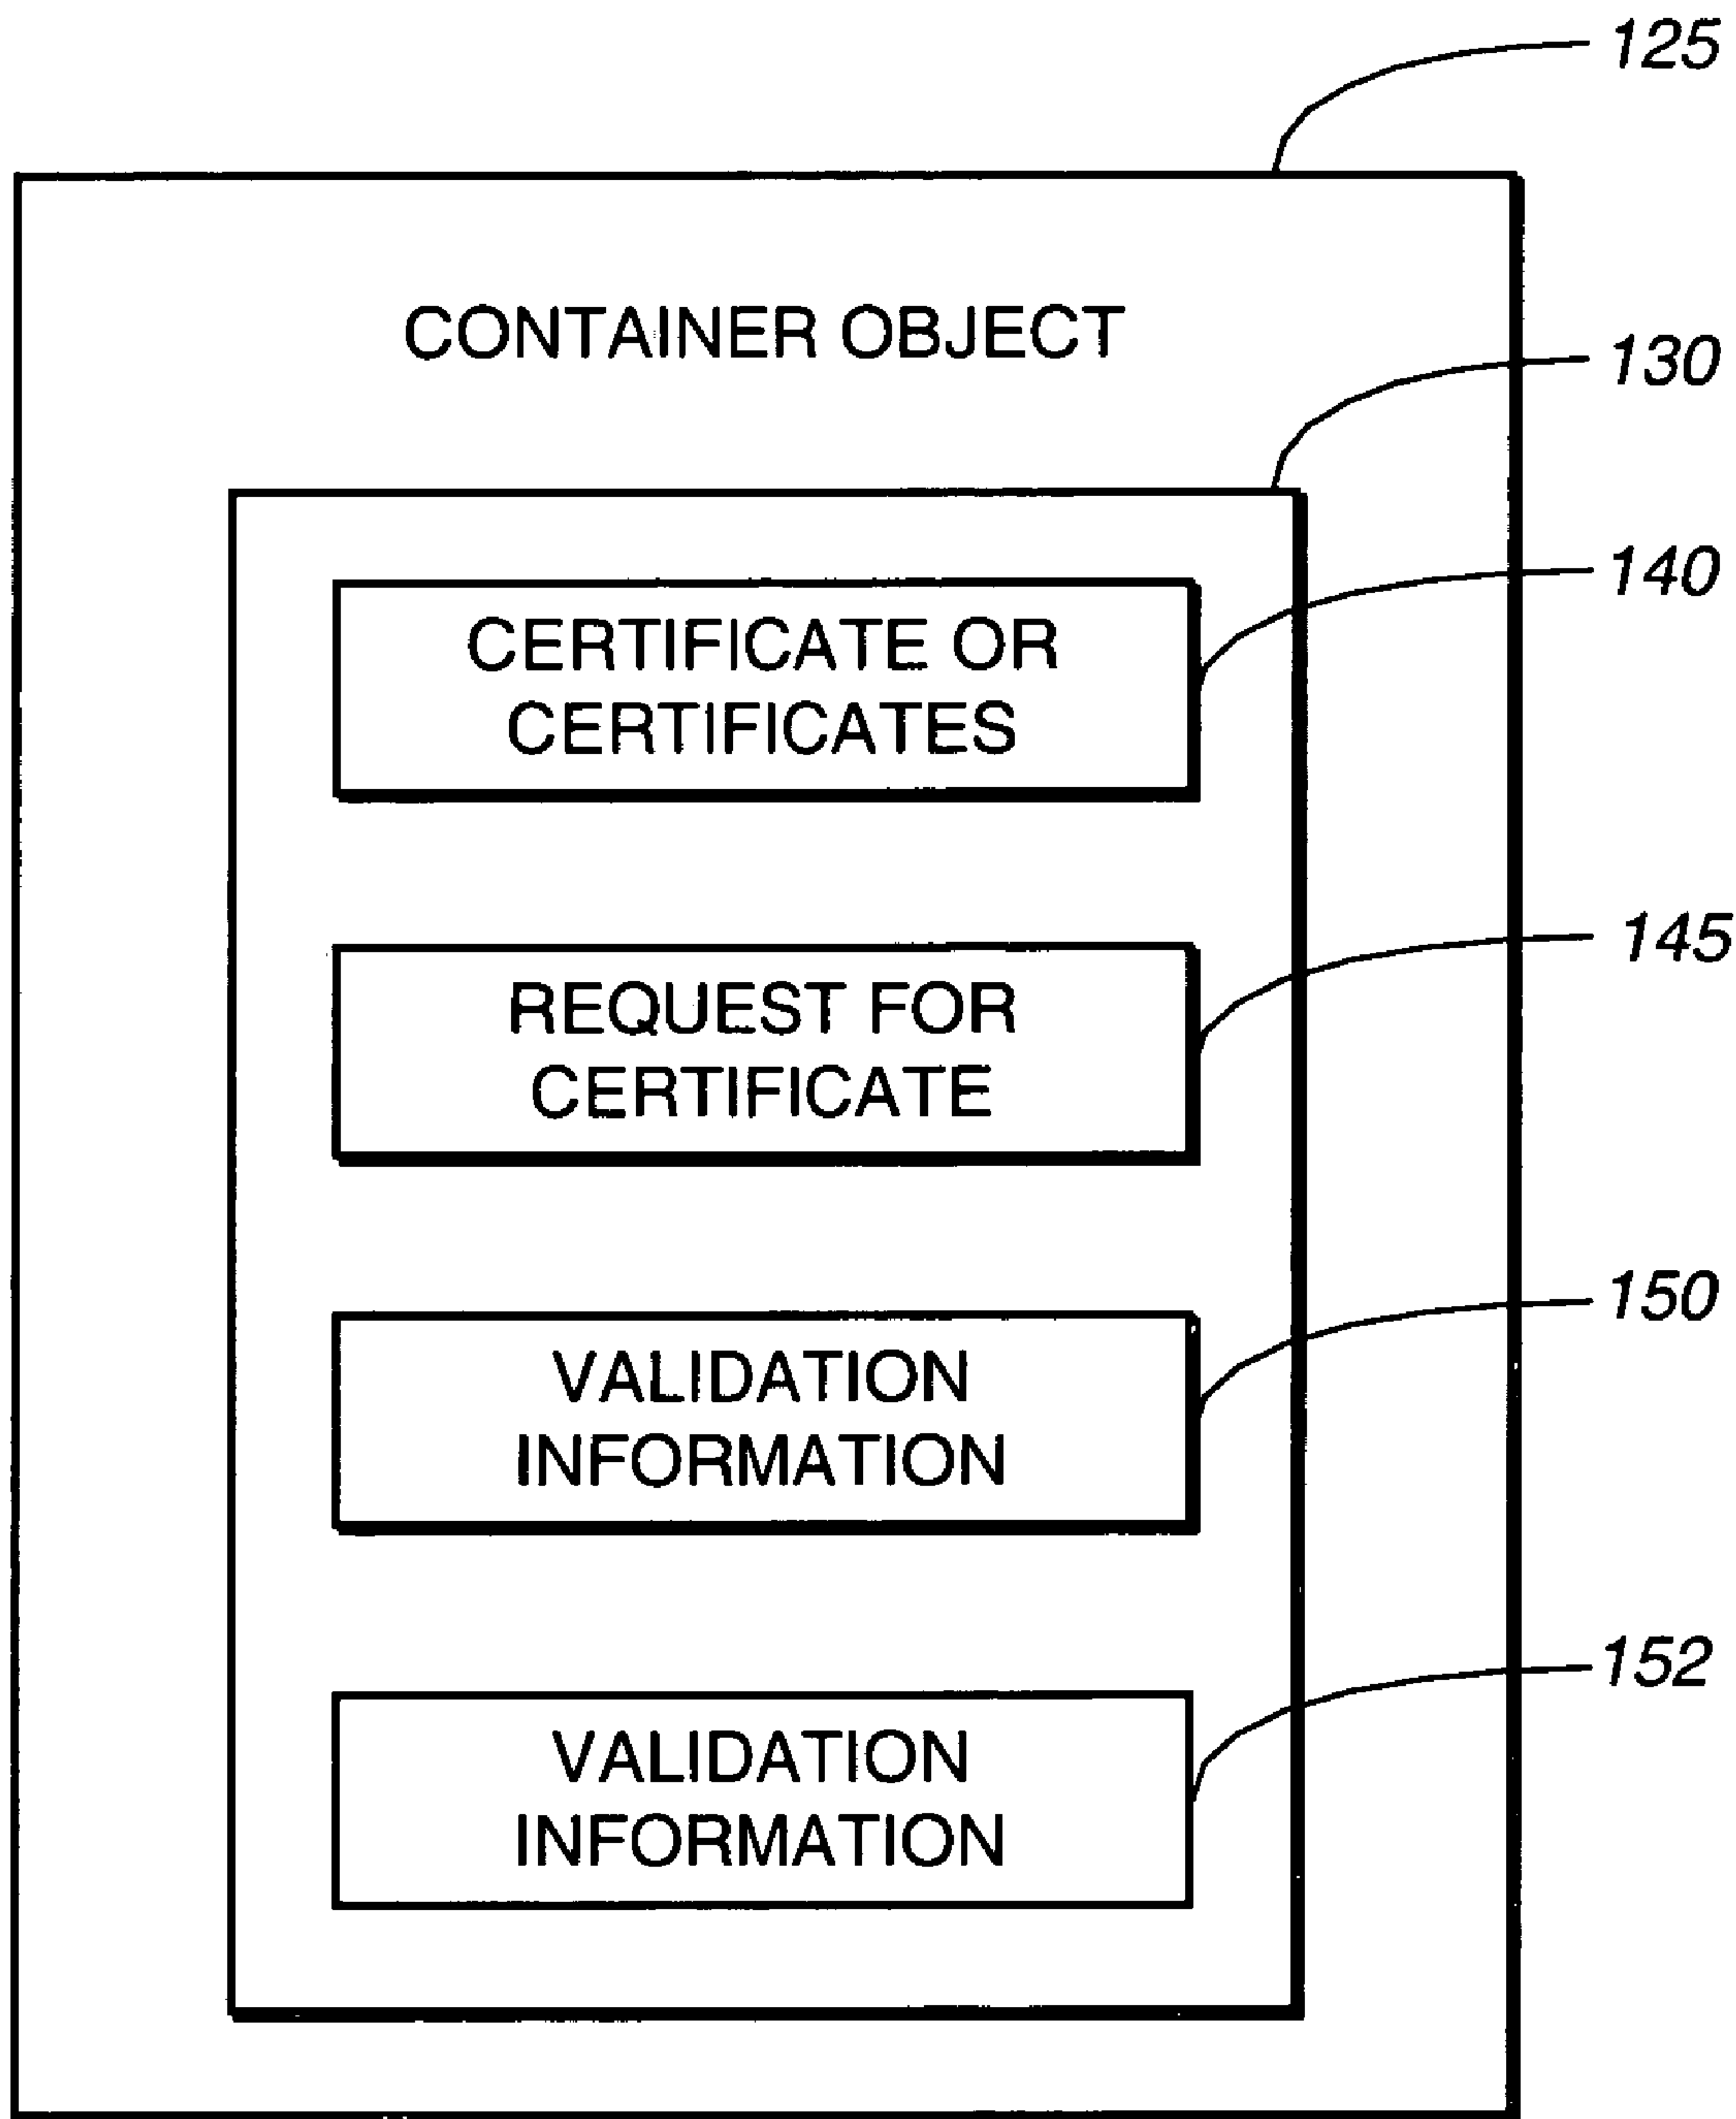 125
CONTAINER OBJECT
130
140
CERTIFICATE OR
CERTIFICATES
145
REQUEST FOR
CERTIFICATE
150
VALIDATION
INFORMATION
152
VALIDATION
INFORMATION